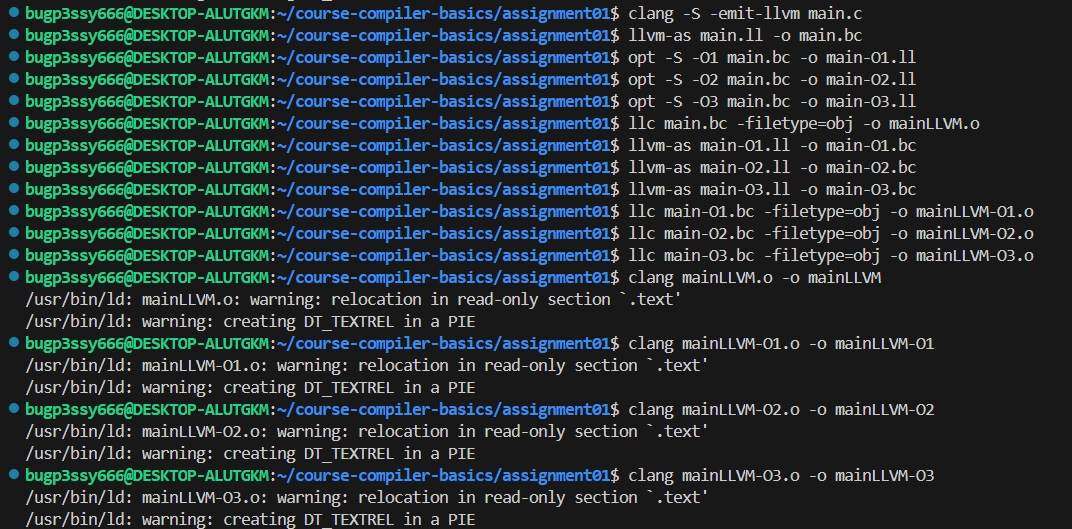 bugp3ssy666@DESKTOP-ALUTGKM:~/course-compiler-basics/assignment01$ clang -S -emit-llvm main.c
bugp3ssy666@DESKTOP-ALUTGKM:~/course-compiler-basics/assignment01$ llvm-as main.ll -o main.bc
bugp3ssy666@DESKTOP-ALUTGKM:~/course-compiler-basics/assignment01$ opt -S -O1 main.bc -o main-O1.ll
bugp3ssy666@DESKTOP-ALUTGKM:~/course-compiler-basics/assignment01$ opt -S -O2 main.bc -o main-O2.ll
bugp3ssy666@DESKTOP-ALUTGKM:~/course-compiler-basics/assignment01$ opt -S -O3 main.bc -o main-O3.ll
bugp3ssy666@DESKTOP-ALUTGKM:~/course-compiler-basics/assignment01$ llc main.bc -filetype=obj -o mainLLVM.o
bugp3ssy666@DESKTOP-ALUTGKM:~/course-compiler-basics/assignment01$ llvm-as main-O1.ll -o main-O1.bc
bugp3ssy666@DESKTOP-ALUTGKM:~/course-compiler-basics/assignment01$ llvm-as main-O2.ll -o main-O2.bc
bugp3ssy666@DESKTOP-ALUTGKM:~/course-compiler-basics/assignment01$ llvm-as main-O3.ll -o main-O3.bc
bugp3ssy666@DESKTOP-ALUTGKM:~/course-compiler-basics/assignment01$ llc main-O1.bc -filetype=obj -o mainLLVM-O1.o
bugp3ssy666@DESKTOP-ALUTGKM:~/course-compiler-basics/assignment01$ llc main-O2.bc -filetype=obj -o mainLLVM-O2.o
bugp3ssy666@DESKTOP-ALUTGKM:~/course-compiler-basics/assignment01$ llc main-O3.bc -filetype=obj -o mainLLVM-O3.o
bugp3ssy666@DESKTOP-ALUTGKM:~/course-compiler-basics/assignment01$ clang mainLLVM.o -o mainLLVM
/usr/bin/ld: mainLLVM.o: warning: relocation in read-only section `.text'
/usr/bin/ld: warning: creating DT_TEXTREL in a PIE
bugp3ssy666@DESKTOP-ALUTGKM:~/course-compiler-basics/assignment01$ clang mainLLVM-O1.o -o mainLLVM-O1
/usr/bin/ld: mainLLVM-O1.o: warning: relocation in read-only section `.text'
/usr/bin/ld: warning: creating DT_TEXTREL in a PIE
bugp3ssy666@DESKTOP-ALUTGKM:~/course-compiler-basics/assignment01$ clang mainLLVM-O2.o -o mainLLVM-O2
/usr/bin/ld: mainLLVM-O2.o: warning: relocation in read-only section `.text'
/usr/bin/ld: warning: creating DT_TEXTREL in a PIE
bugp3ssy666@DESKTOP-ALUTGKM:~/course-compiler-basics/assignment01$ clang mainLLVM-O3.o -o mainLLVM-O3
/usr/bin/ld: mainLLVM-O3.o: warning: relocation in read-only section `.text'
/usr/bin/ld: warning: creating DT_TEXTREL in a PIE